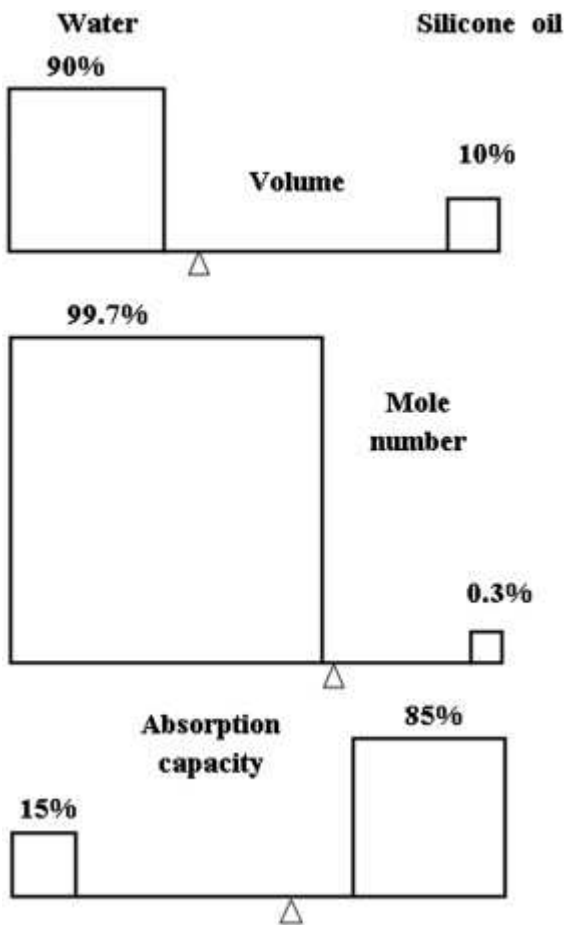 Water
Silicone oil
90%
10%
Volume
99.7%
Mole
number
0.3%
Absorption
capacity
85%
15%